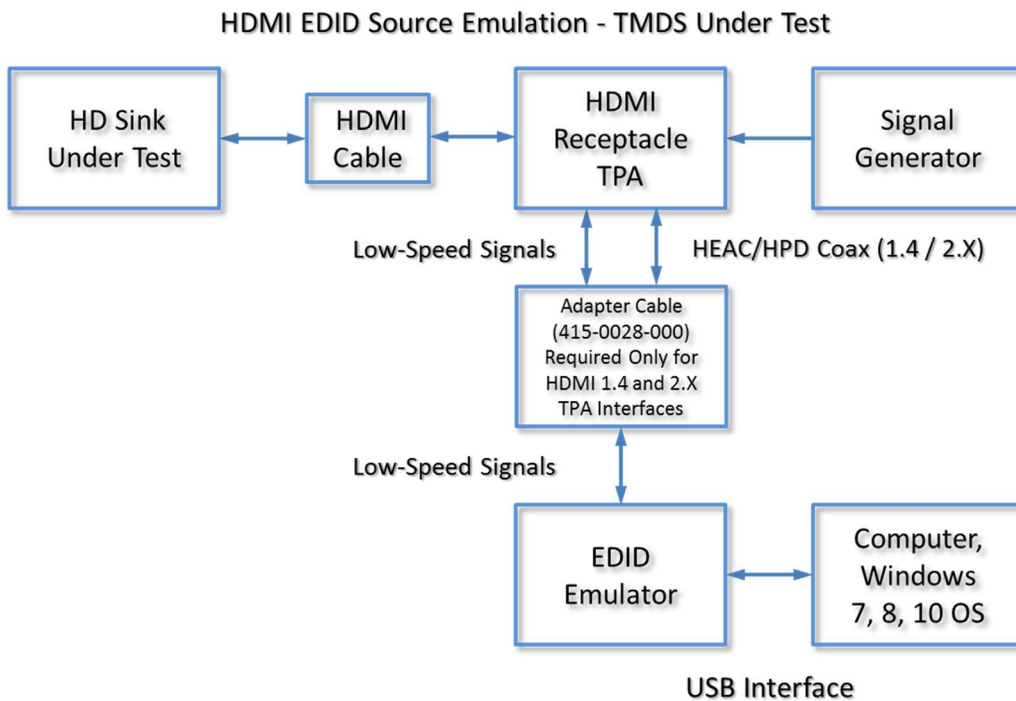 HDMI EDID Source Emulation - TMDS Under Test
HD Sink
Under Test
HDMI
Cable
HDMI
Receptacle
TPA
Signal
Generator
Low-Speed Signals
HEAC/HPD Coax (1.4 / 2.X)
Adapter Cable
(415-0028-000)
Required Only for
HDMI 1.4 and 2.X
TPA Interfaces
Low-Speed Signals
EDID
Emulator
Computer,
Windows
7, 8, 10 OS
USB Interface